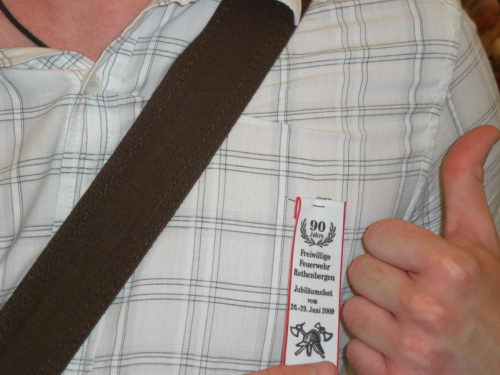 90
Jahre
Freiwillige
Feuerwehr
Rothenbergen
Jubiläumsfest
vom
26.-29. Juni 2009